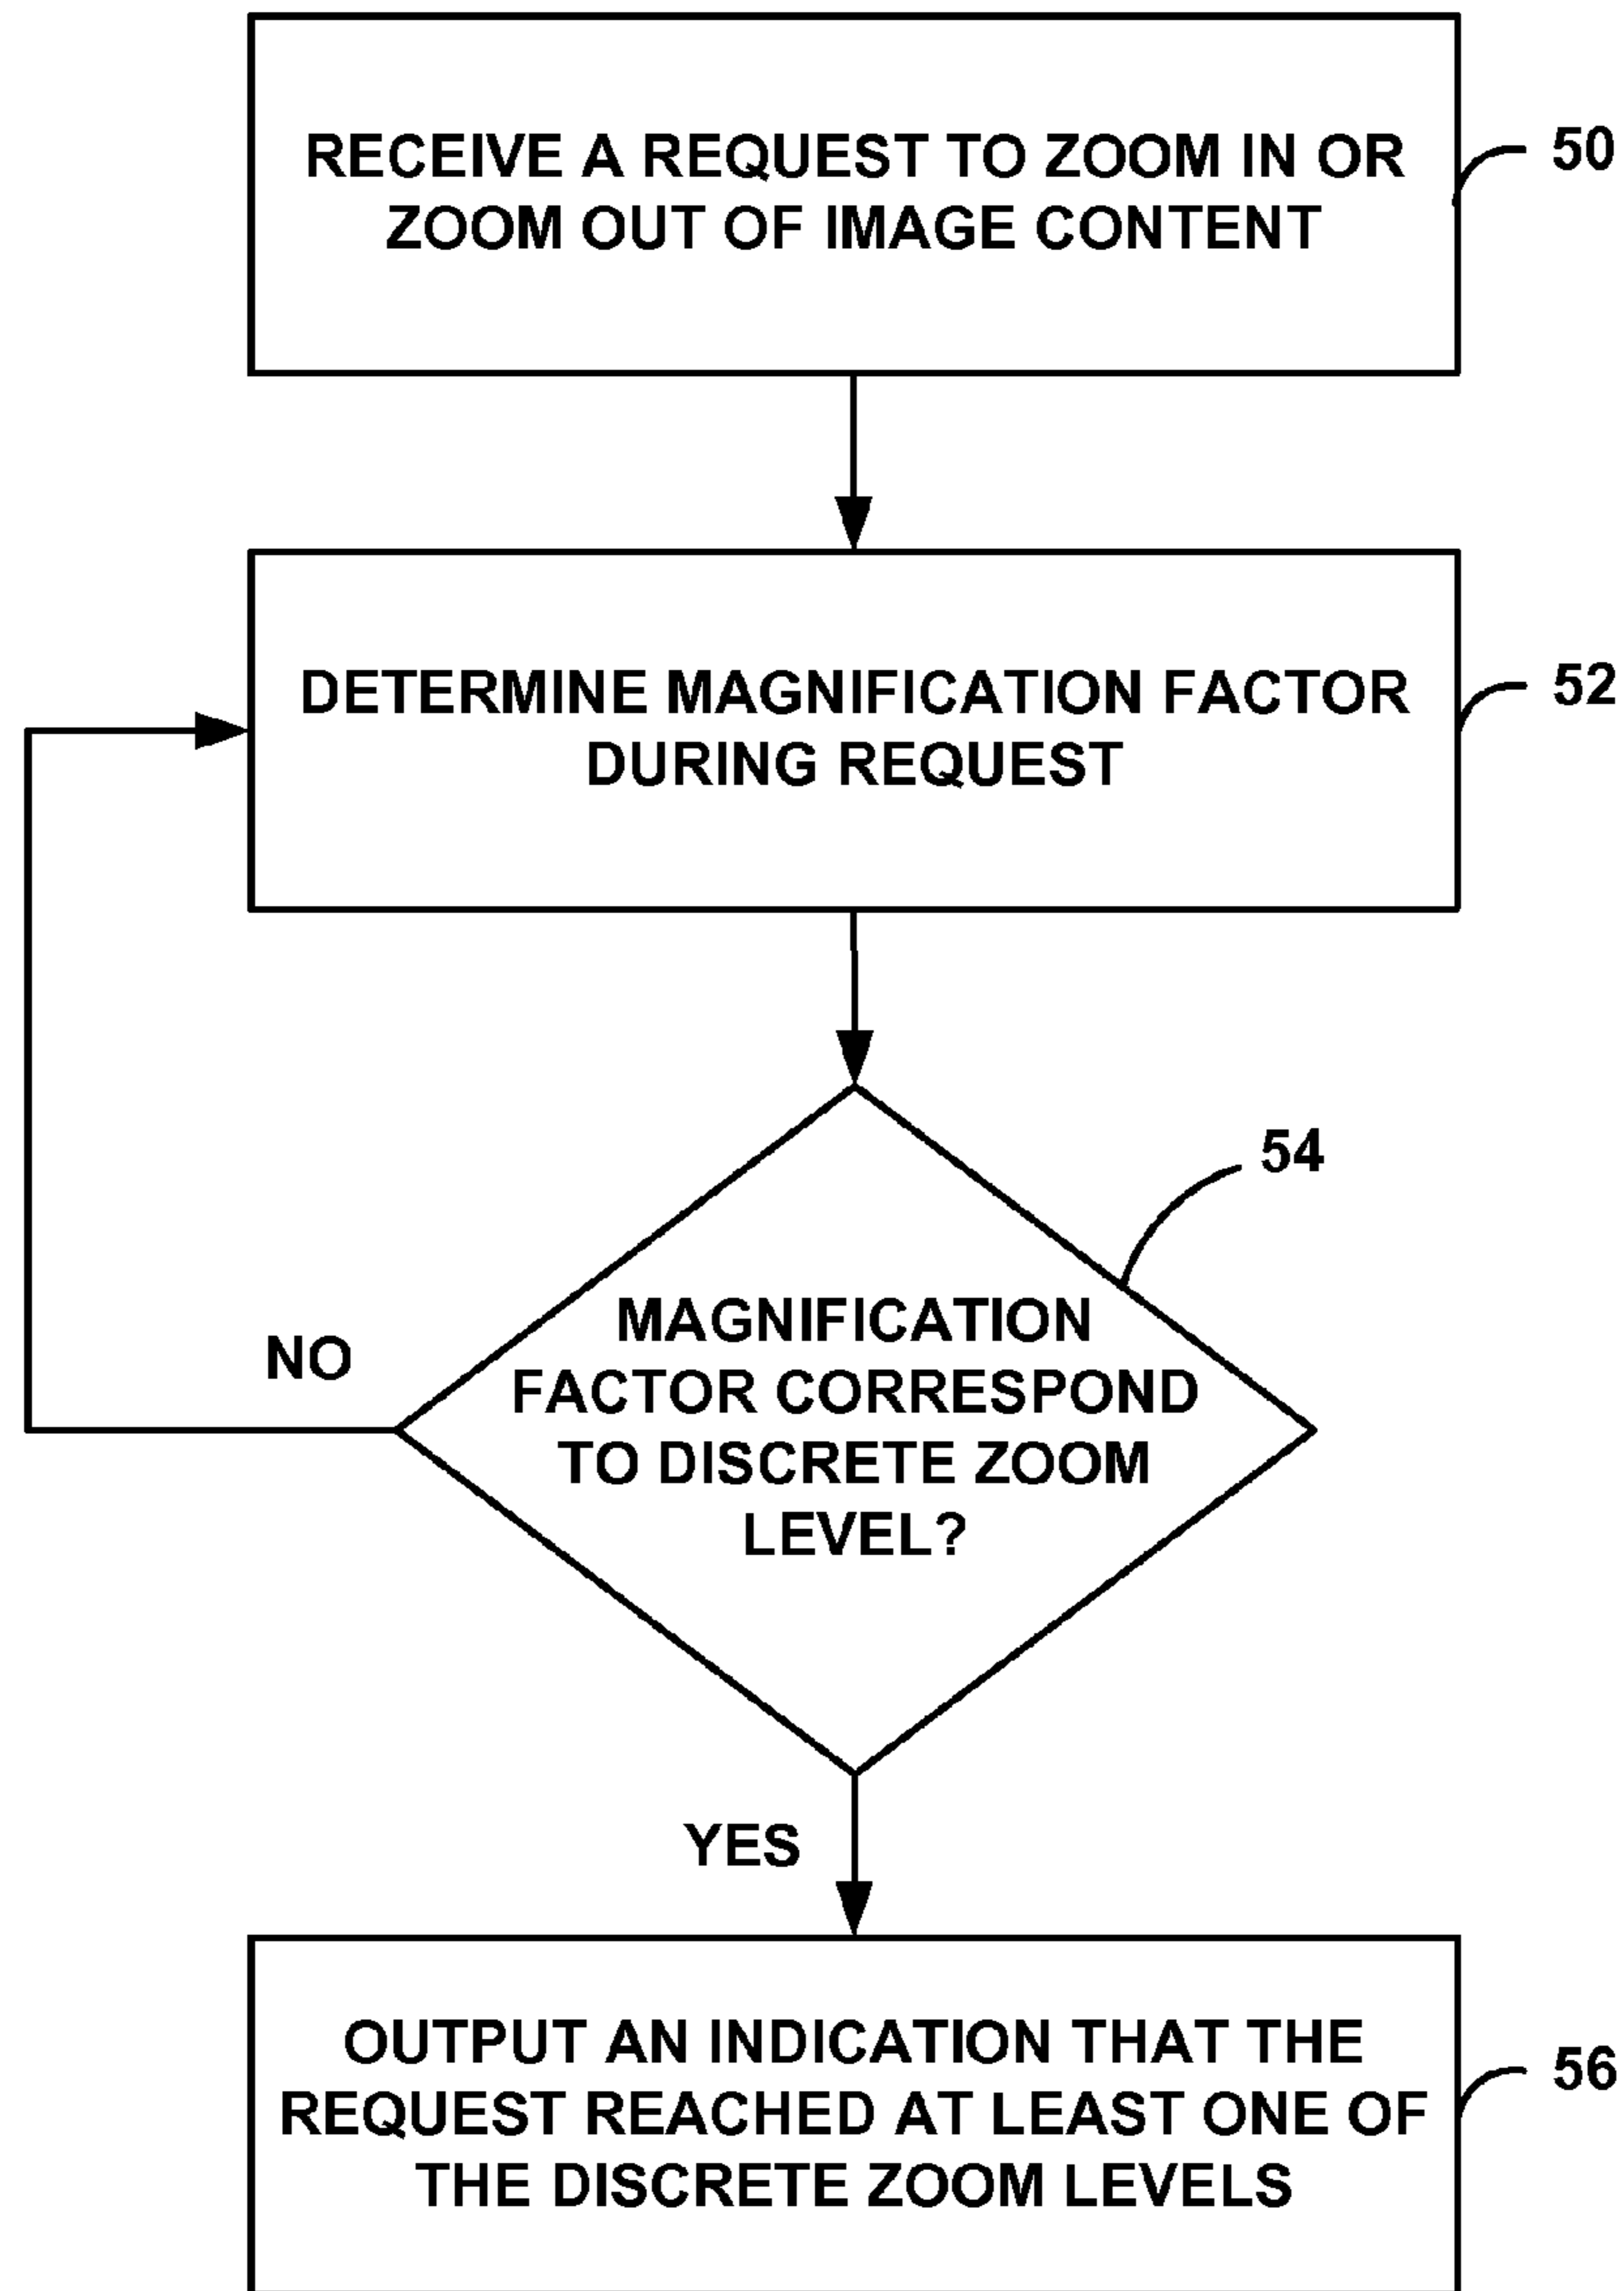 RECEIVE A REQUEST TO ZOOM IN OR
ZOOM OUT OF IMAGE CONTENT
50
DETERMINE MAGNIFICATION FACTOR
DURING REQUEST
52
54
MAGNIFICATION
FACTOR CORRESPOND
TO DISCRETE ZOOM
LEVEL?
NO
YES
OUTPUT AN INDICATION THAT THE
REQUEST REACHED AT LEAST ONE OF
THE DISCRETE ZOOM LEVELS
56